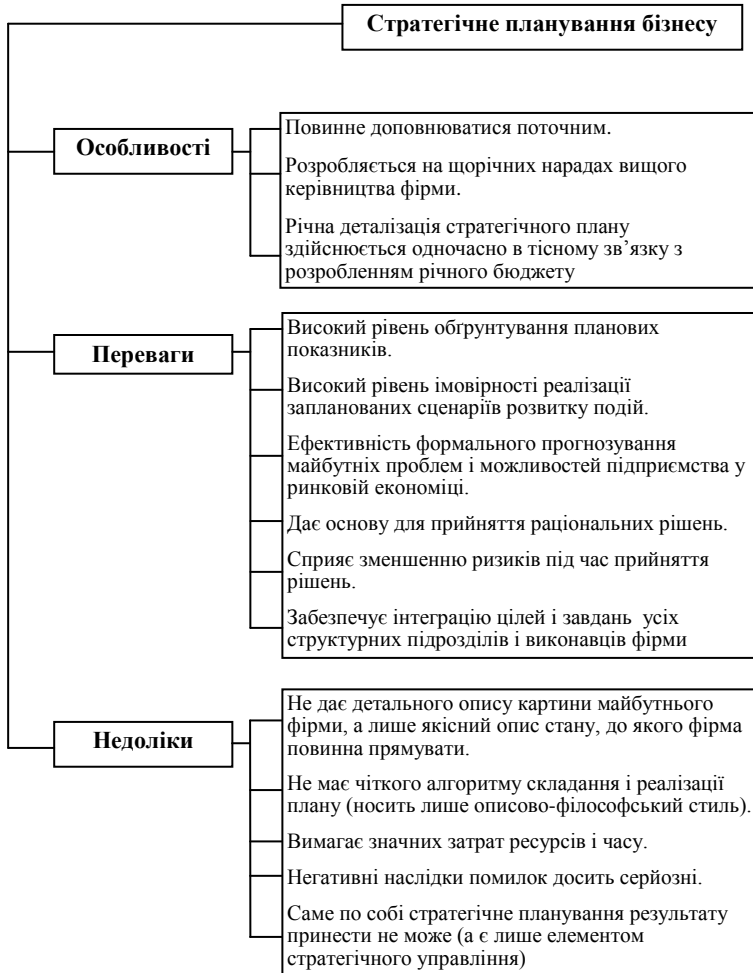 Стратегічне планування бізнесу
Особливості
Повинне доповнюватися поточним.
Розробляється на щорічних нарадах вищого
керівництва фірми.
Річна деталізація стратегічного плану
здійснюється одночасно в тісному зв’язку з
розробленням річного бюджету
Переваги
Високий рівень обґрунтування планових
показників.
Високий рівень імовірності реалізації
запланованих сценаріїв розвитку подій.
Ефективність формального прогнозування
майбутніх проблем і можливостей підприємства у
ринковій економіці.
Дає основу для прийняття раціональних рішень.
Сприяє зменшенню ризиків під час прийняття
рішень.
Забезпечує інтеграцію цілей і завдань усіх
структурних підрозділів і виконавців фірми
Недоліки
Не дає детального опису картини майбутнього
фірми, а лише якісний опис стану, до якого фірма
повинна прямувати.
Не має чіткого алгоритму складання і реалізації
плану (носить лише описово-філософський стиль).
Вимагає значних затрат ресурсів і часу.
Негативні наслідки помилок досить серйозні.
Саме по собі стратегічне планування результату
принести не може (а є лише елементом
стратегічного управління)